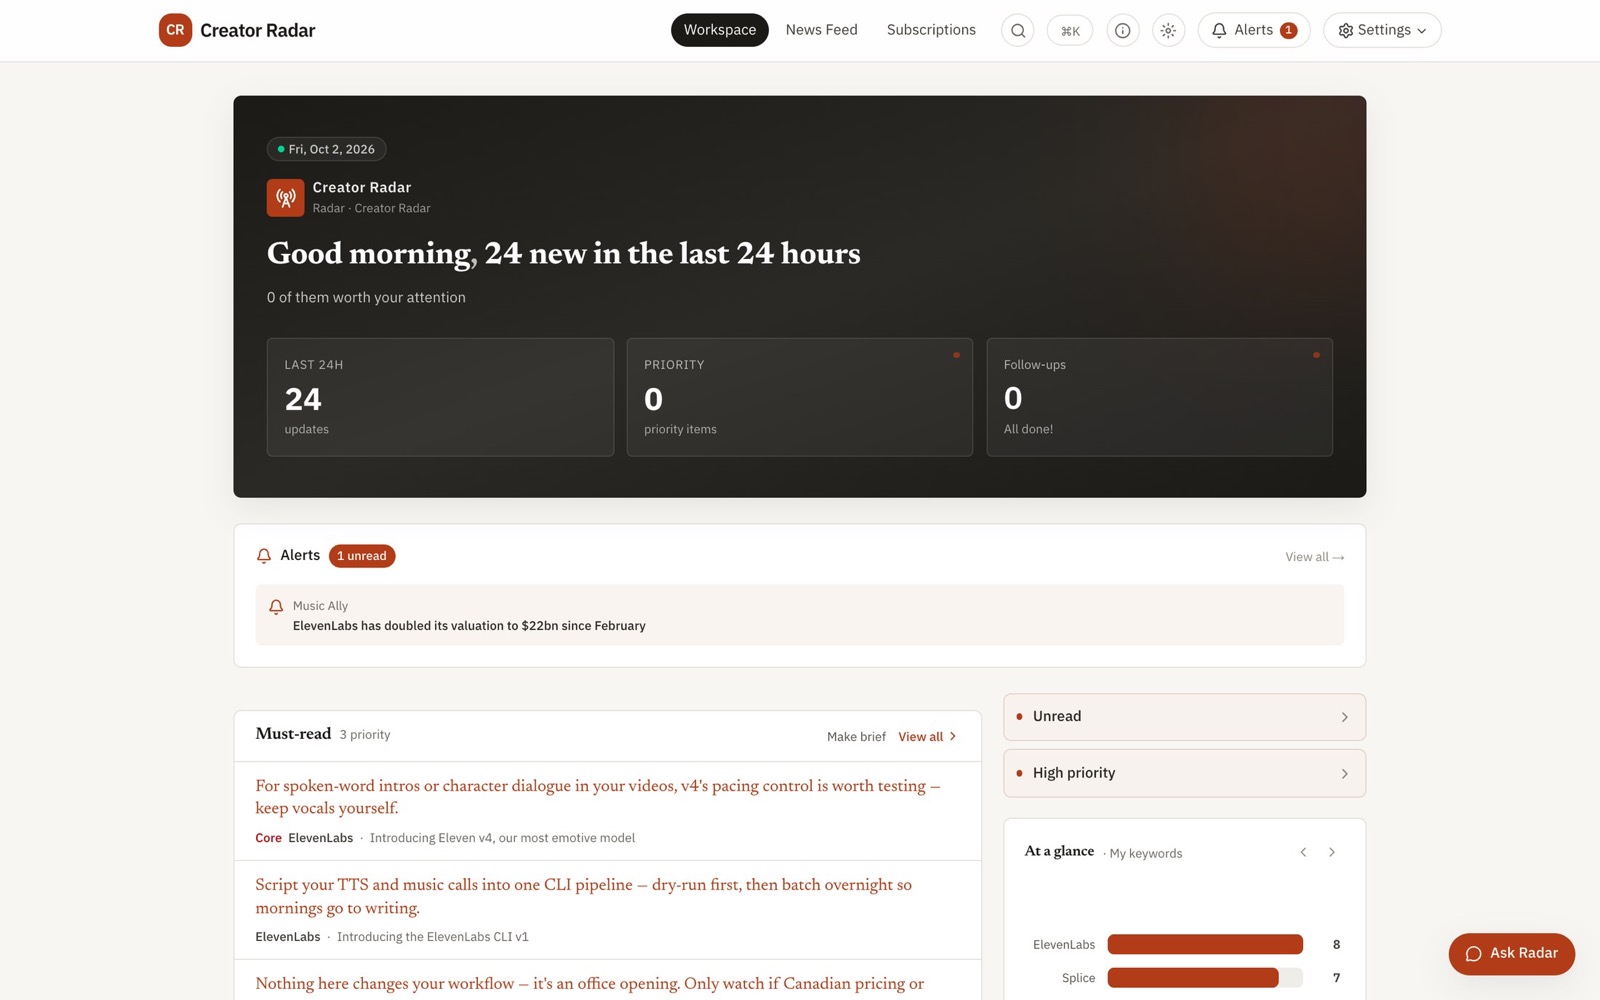 CR Creator Radar
Workspace News Feed Subscriptions ⌘K Alerts 1 Settings
Fri, Oct 2, 2026
Creator Radar
Radar · Creator Radar
Good morning, 24 new in the last 24 hours
0 of them worth your attention
LAST 24H
24
updates
PRIORITY
0
priority items
Follow-ups
0
All done!
Alerts 1 unread View all →
Music Ally
ElevenLabs has doubled its valuation to $22bn since February
Must-read 3 priority Make brief View all
For spoken-word intros or character dialogue in your videos, v4's pacing control is worth testing —
keep vocals yourself.
Core ElevenLabs · Introducing Eleven v4, our most emotive model
Script your TTS and music calls into one CLI pipeline — dry-run first, then batch overnight so
mornings go to writing.
ElevenLabs · Introducing the ElevenLabs CLI v1
Nothing here changes your workflow — it's an office opening. Only watch if Canadian pricing or
Unread
High priority
At a glance · My keywords
ElevenLabs 8
Splice 7
Ask Radar